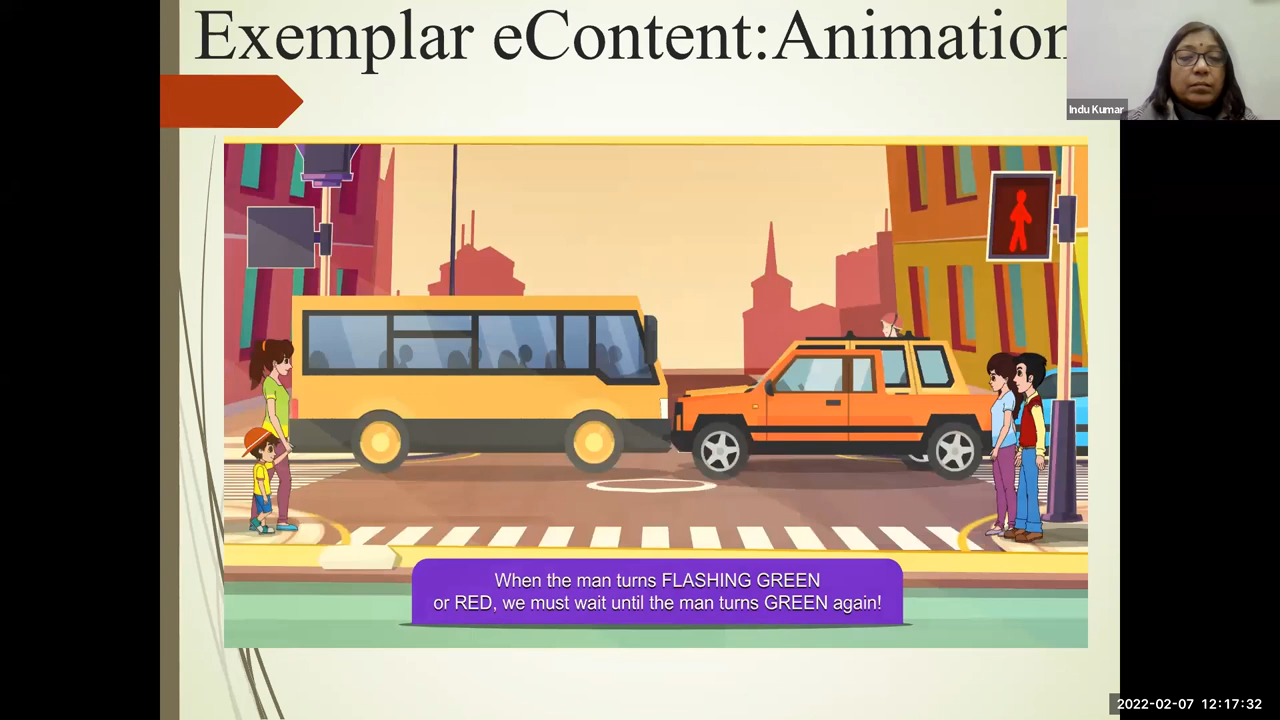 Exemplar eContent:Animation
Indu Kumar
When the man turns FLASHING GREEN
or RED, we must wait until the man turns GREEN again!
2022-02-07 12:17:32